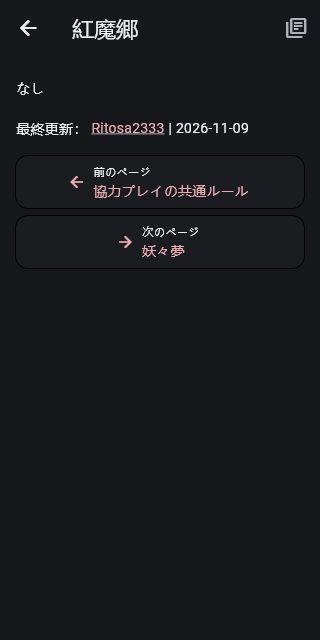 紅魔郷
なし
最終更新： Ritosa2333 | 2026-11-09
前のページ
協力プレイの共通ルール
次のページ
妖々夢